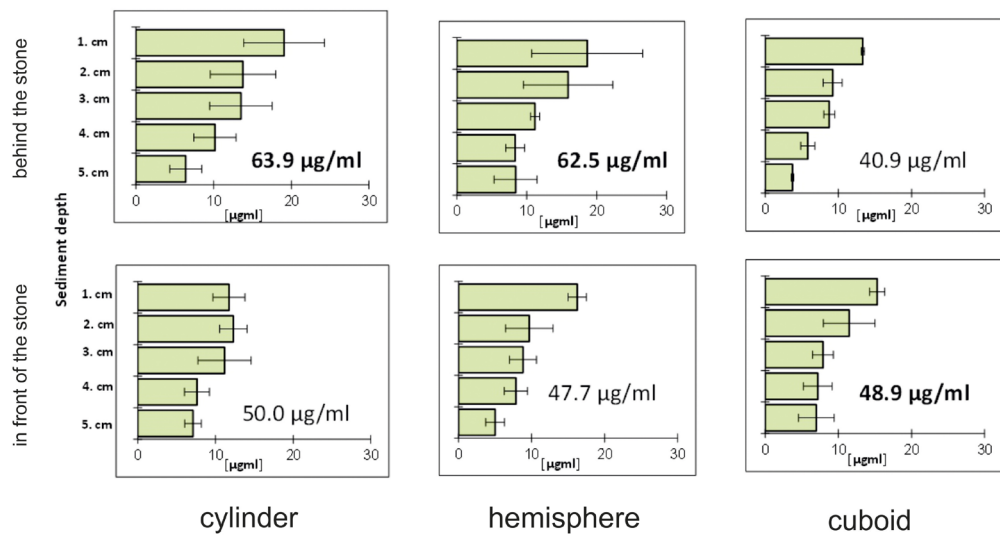 behind the stone
in front of the stone
Sediment depth
1. cm
2. cm
3. cm
4. cm
5. cm
63.9 µg/ml
0 10 20 30
[µgml]
62.5 µg/ml
0 10 20 30
[µgml]
40.9 µg/ml
0 10 20 30
[µgml]
1. cm
2. cm
3. cm
4. cm
5. cm
50.0 µg/ml
0 10 20 30
[µgml]
47.7 µg/ml
0 10 20 30
[µgml]
48.9 µg/ml
0 10 20 30
[µgml]
cylinder
hemisphere
cuboid